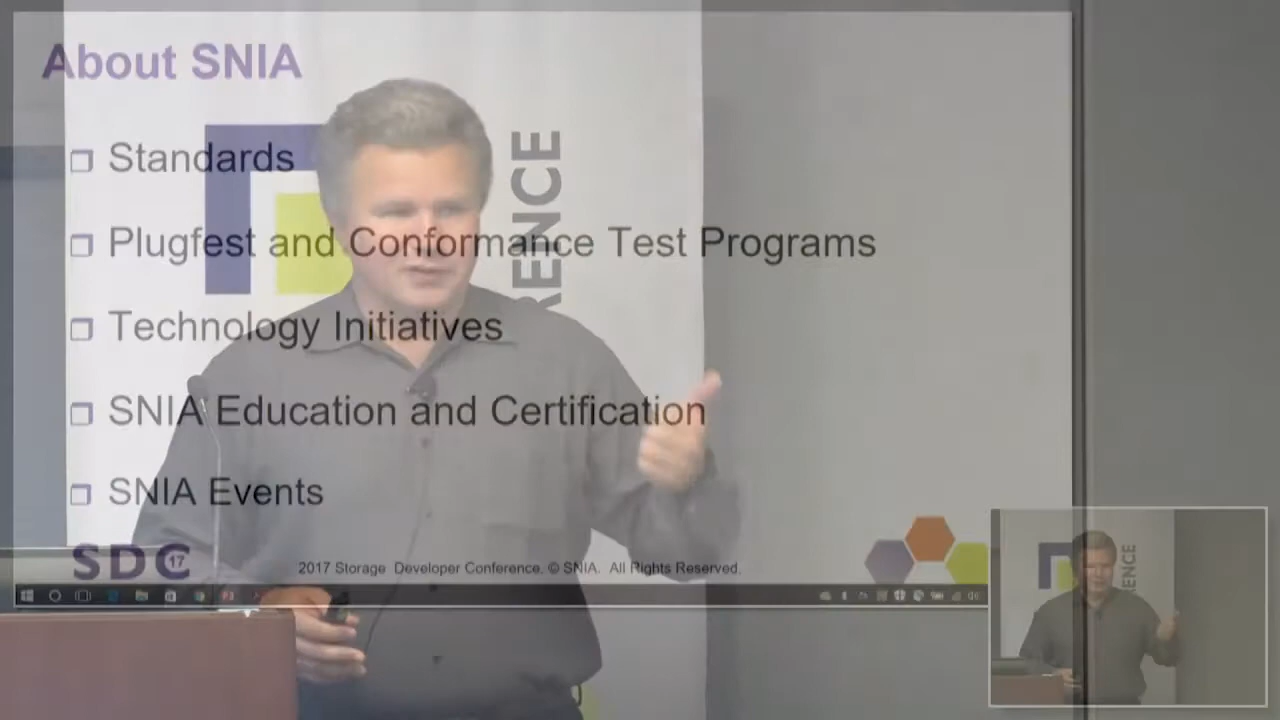 About SNIA
Standards
Plugfest and Conformance Test Programs
Technology Initiatives
SNIA Education and Certification
SNIA Events
SDC 17
2017 Storage Developer Conference. © SNIA. All Rights Reserved.
RENCE
ENCE